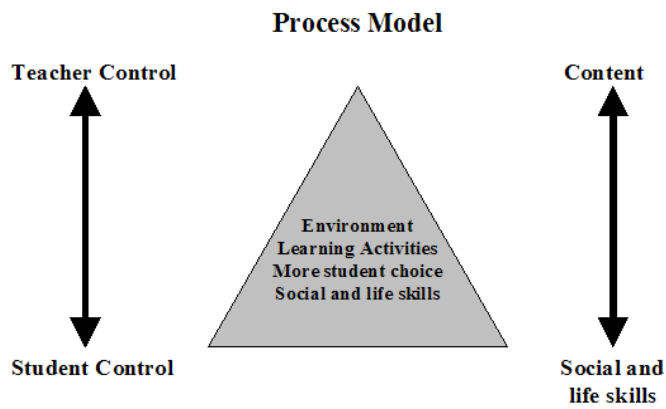 Process Model
Teacher Control
Content
Environment
Learning Activities
More student choice
Social and life skills
Student Control
Social and
life skills